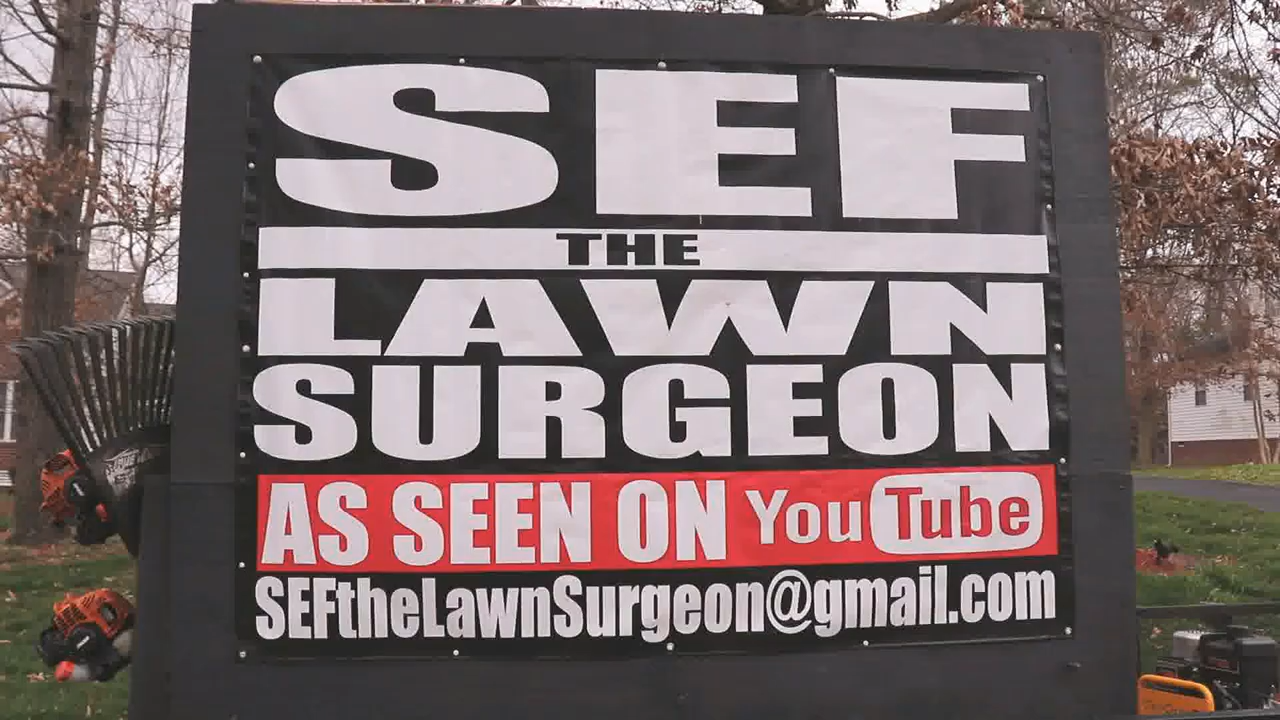 SEF
THE
LAWN
SURGEON
AS SEEN ON YouTube
SEFtheLawnSurgeon@gmail.com